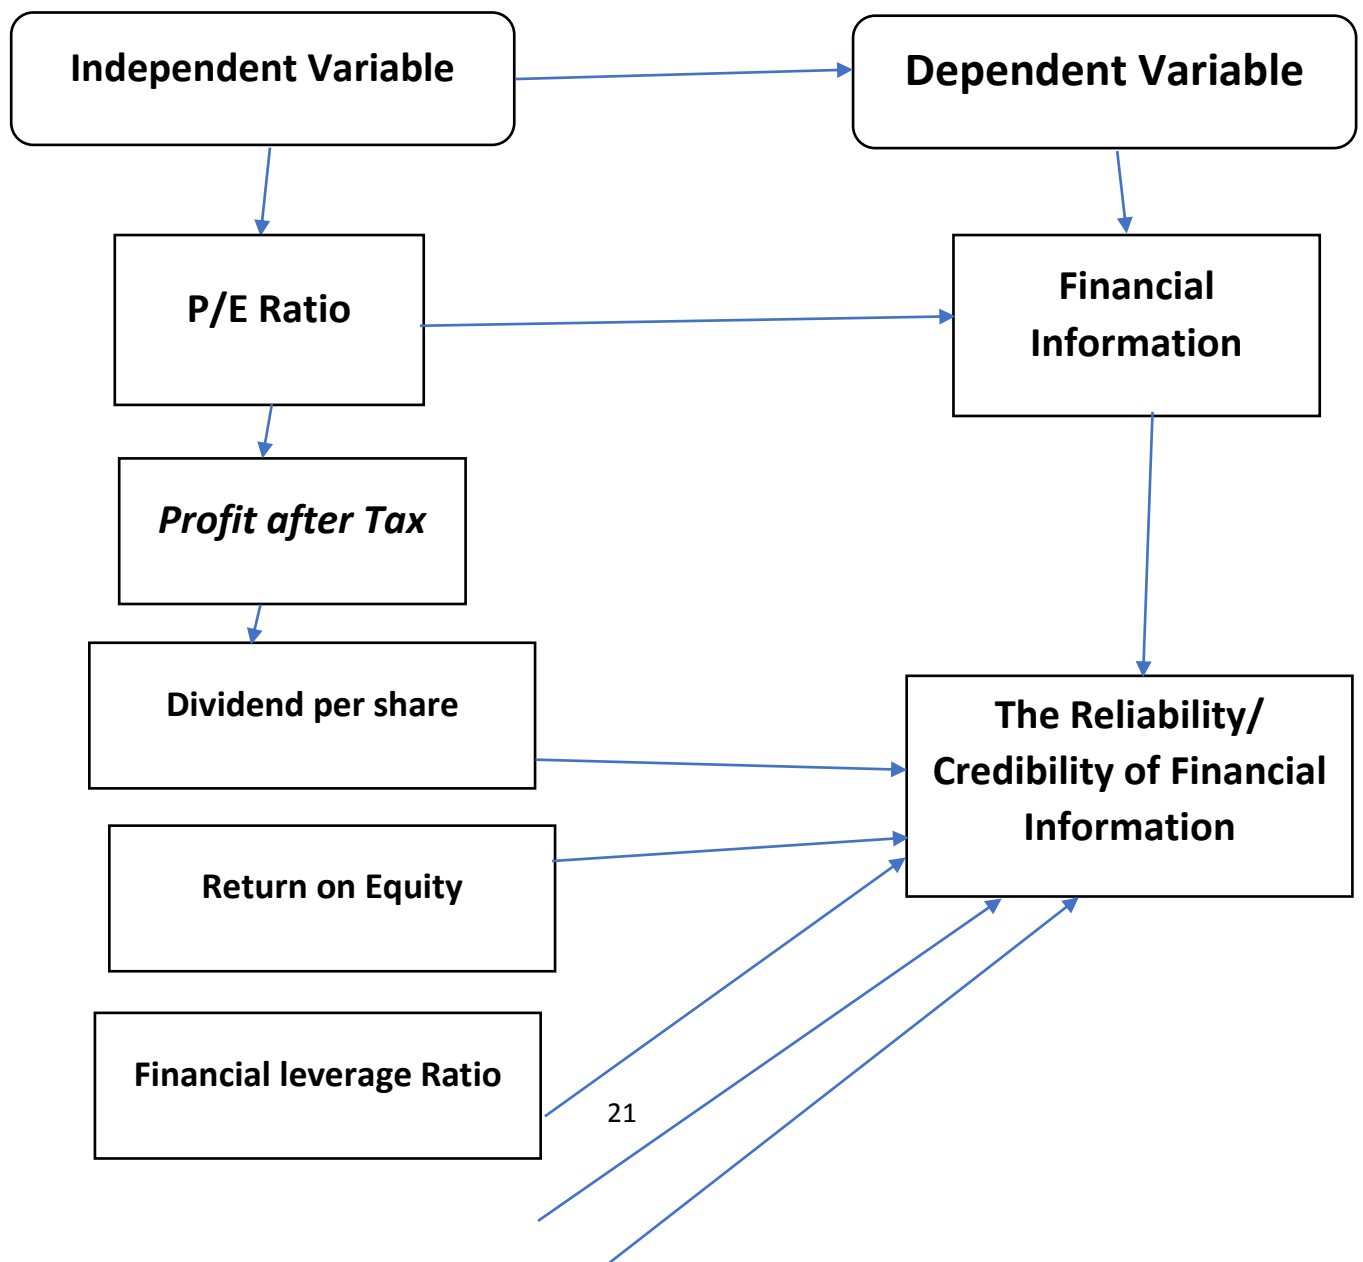 Independent Variable
Dependent Variable
P/E Ratio
Financial
Information
Profit after Tax
Dividend per share
The Reliability/
Credibility of Financial
Information
Return on Equity
Financial leverage Ratio
21